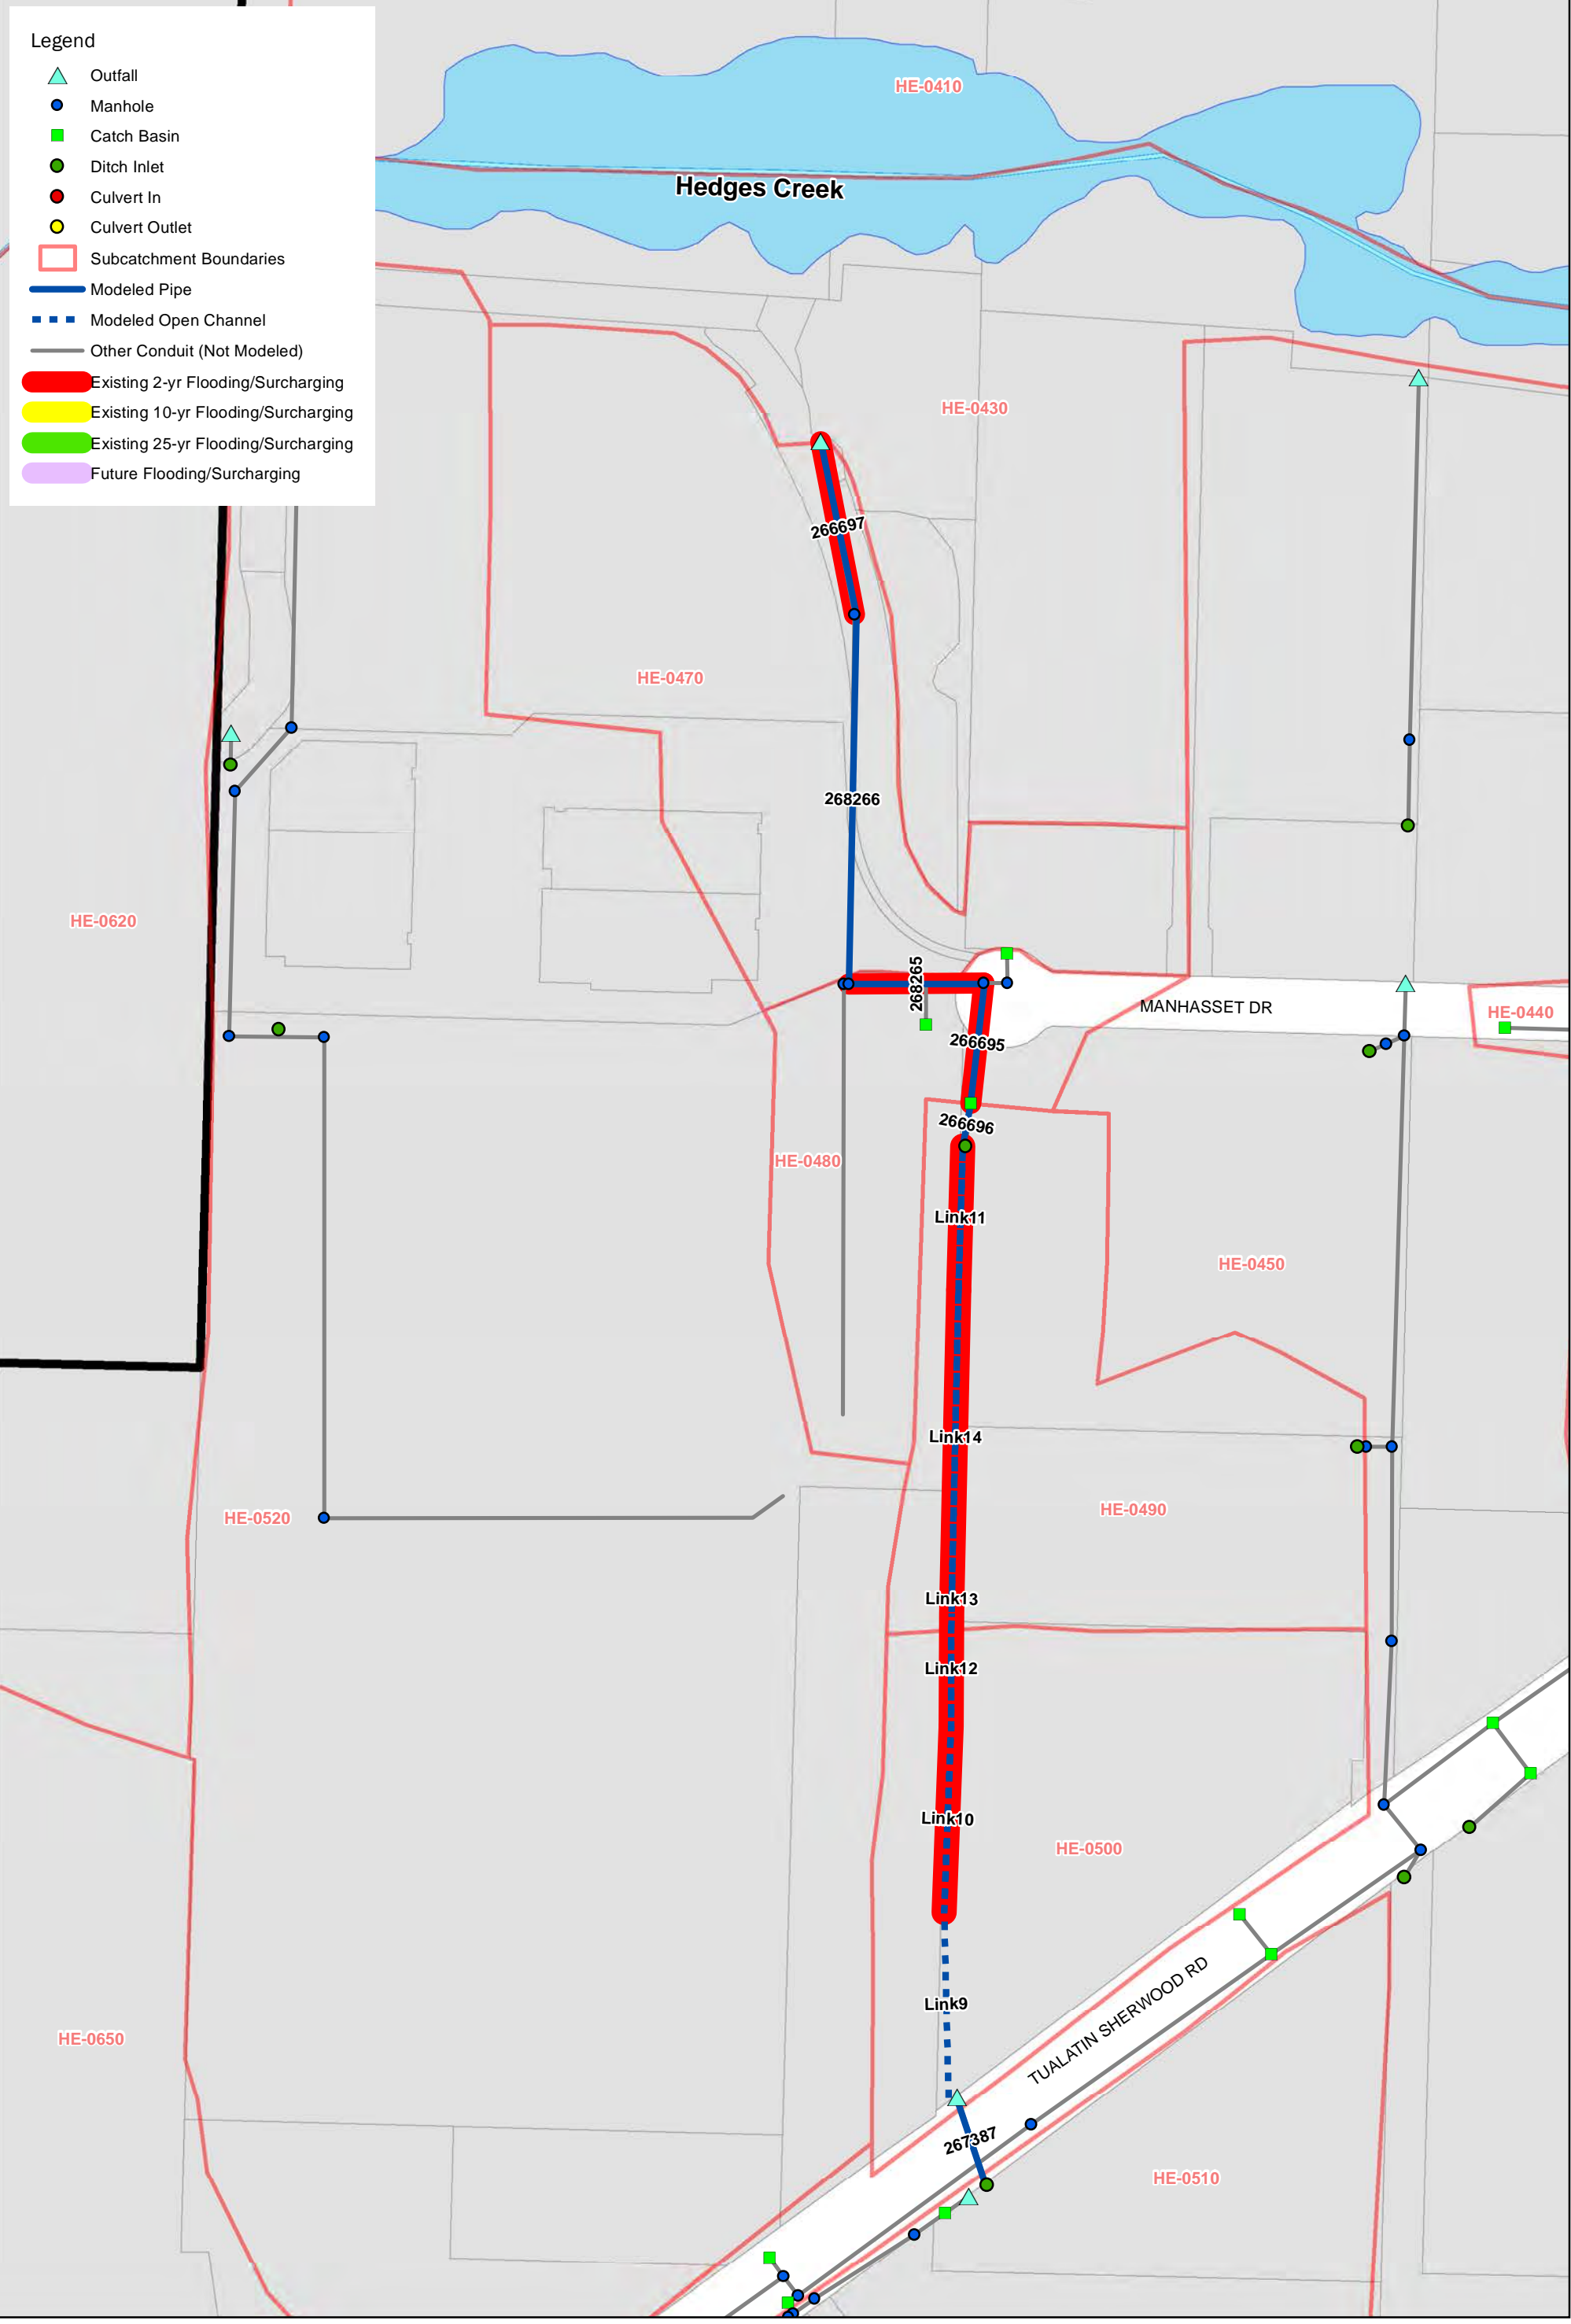 Legend
Outfall
Manhole
Catch Basin
Ditch Inlet
Culvert In
Culvert Outlet
Subcatchment Boundaries
Modeled Pipe
Modeled Open Channel
Other Conduit (Not Modeled)
Existing 2-yr Flooding/Surcharging
Existing 10-yr Flooding/Surcharging
Existing 25-yr Flooding/Surcharging
Future Flooding/Surcharging
HE-0410
Hedges Creek
HE-0430
266697
HE-0470
268266
HE-0620
268265
MANHASSET DR
HE-0440
266695
266696
HE-0480
Link11
HE-0450
Link14
HE-0490
HE-0520
Link13
Link12
Link10
HE-0500
Link9
TUALATIN SHERWOOD RD
HE-0650
267387
HE-0510